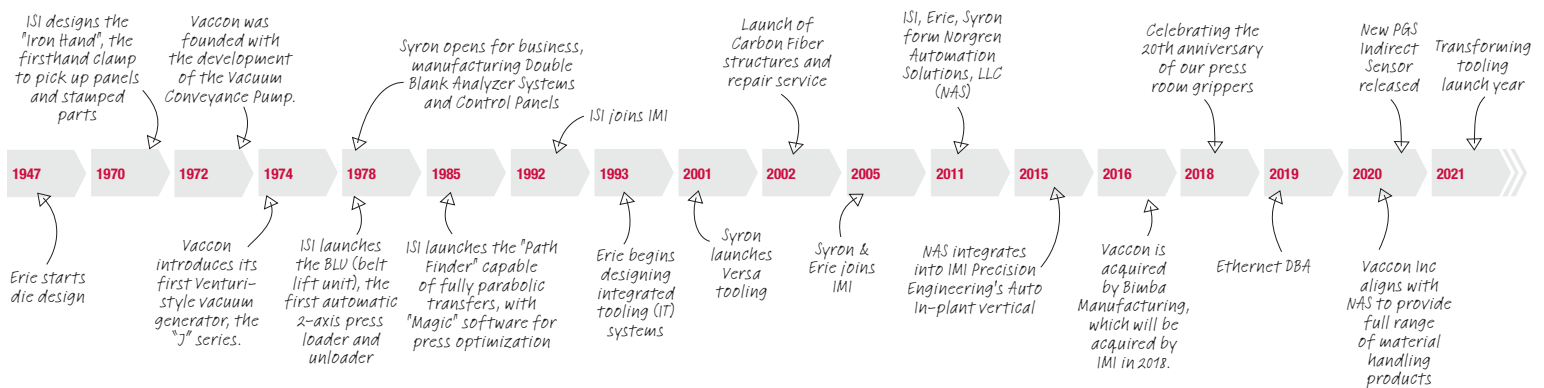 ISI designs the
"Iron Hand", the
firsthand clamp
to pick up panels
and stamped
parts
Vaccon was
founded with
the development
of the Vacuum
Conveyance Pump.
Syron opens for business,
manufacturing Double
Blank Analyzer Systems
and Control Panels
ISI joins IMI
Launch of
Carbon Fiber
structures and
repair service
ISI, Erie, Syron
form Norgren
Automation
Solutions, LLC
(NAS)
Celebrating the
20th anniversary
of our press
room grippers
New PGS
Indirect
Sensor
released
Transforming
tooling
launch year
1947
1970
1972
1974
1978
1985
1992
1993
2001
2002
2005
2011
2015
2016
2018
2019
2020
2021
Erie starts
die design
Vaccon
introduces its
first Venturi-
style vacuum
generator, the
"J" series.
ISI launches
the BLU (belt
lift unit), the
first automatic
2-axis press
loader and
unloader
ISI launches the "Path
Finder" capable
of fully parabolic
transfers, with
"Magic" software for
press optimization
Erie begins
designing
integrated
tooling (IT)
systems
Syron
launches
Versa
tooling
Syron &
Erie joins
IMI
NAS integrates
into IMI Precision
Engineering's Auto
In-plant vertical
Vaccon is
acquired
by Bimba
Manufacturing,
which will be
acquired by
IMI in 2018.
Ethernet DBA
Vaccon Inc
aligns with
NAS to provide
full range
of material
handling
products